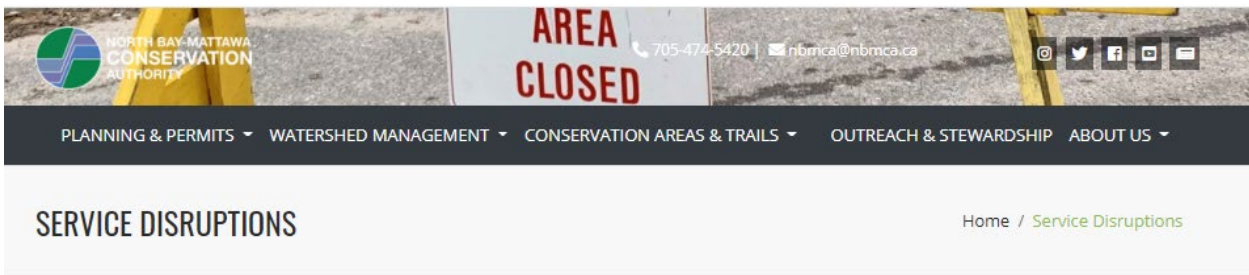 NORTH BAY-MATTAWA
CONSERVATION
AUTHORITY
AREA
CLOSED
705-474-5420 | nbmca@nbmca.ca
PLANNING & PERMITS WATERSHED MANAGEMENT CONSERVATION AREAS & TRAILS OUTREACH & STEWARDSHIP ABOUT US
SERVICE DISRUPTIONS
Home / Service Disruptions